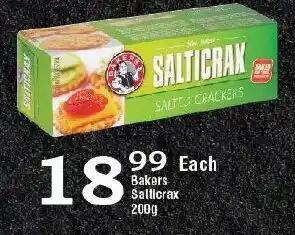 BAKERS
SALTICRAX
SALTED CRACKERS
18 99 Each
Bakers
Salticrax
200g